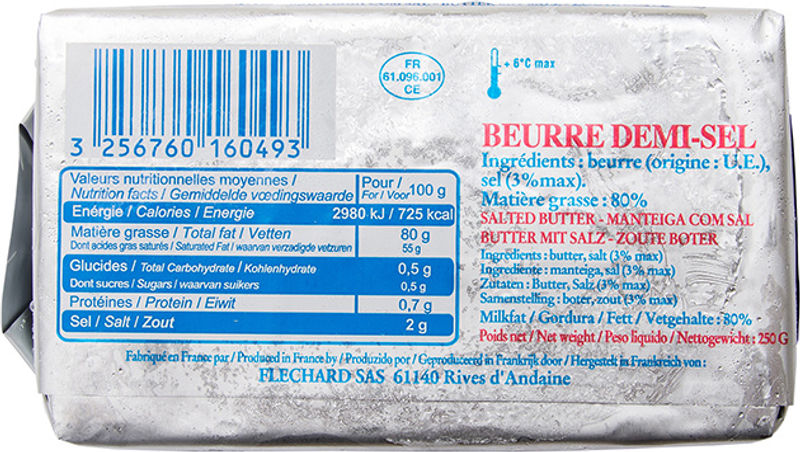 FR
61.096.001
CE
+ 6°C max
3 256760 160493
BEURRE DEMI-SEL
Ingrédients : beurre (origine : U.E.),
sel (3%max).
Matière grasse : 80%
SALTED BUTTER - MANTEIGA COM SAL
BUTTER MIT SALZ - ZOUTE BOTER
Ingredients : butter, salt (3% max)
Ingrediente : manteiga, sal (3% max)
Zutaten : Butter, Salz (3% max)
Samenstelling : boter, zout (3% max)
Milkfat / Gordura / Fett / Vetgehalte : 80%
Poids net / Net weight / Peso liquido / Nettogewicht : 250 G
Valeurs nutritionnelles moyennes /
Nutrition facts / Gemiddelde vœdingswaarde
Pour /
For / Voor 100 g
Enérgie / Calories / Energie 2980 kJ / 725 kcal
Matière grasse / Total fat / Vetten 80 g
Dont acides gras saturés / Saturated Fat / waarvan verzadigde vetzuren 55 g
Glucides / Total Carbohydrate / Kohlenhydrate 0,5 g
Dont sucres / Sugars / waarvan suikers 0,5 g
Protéines / Protein / Eiwit 0,7 g
Sel / Salt / Zout 2 g
Fabriqué en France par / Produced in France by / Produzido por / Geproduceerd in Frankrijk door / Hergestelt in Frankreich von :
FLECHARD SAS 61140 Rives d'Andaine